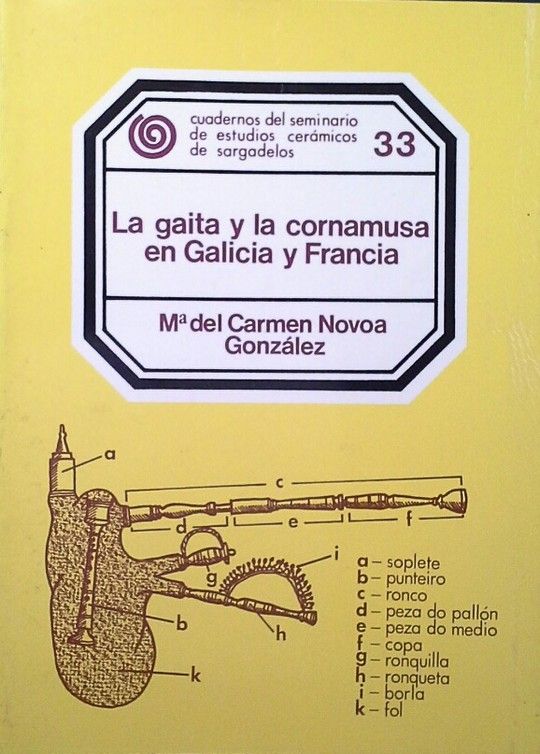 cuadernos del seminario
de estudios cerámicos
de sargadelos
33
La gaita y la cornamusa
en Galicia y Francia
Mª del Carmen Novoa
González
a
c
d
e
f
g
i
h
b
k
a – soplete
b – punteiro
c – ronco
d – peza do pallón
e – peza do medio
f – copa
g – ronquilla
h – ronqueta
i – borla
k – fol